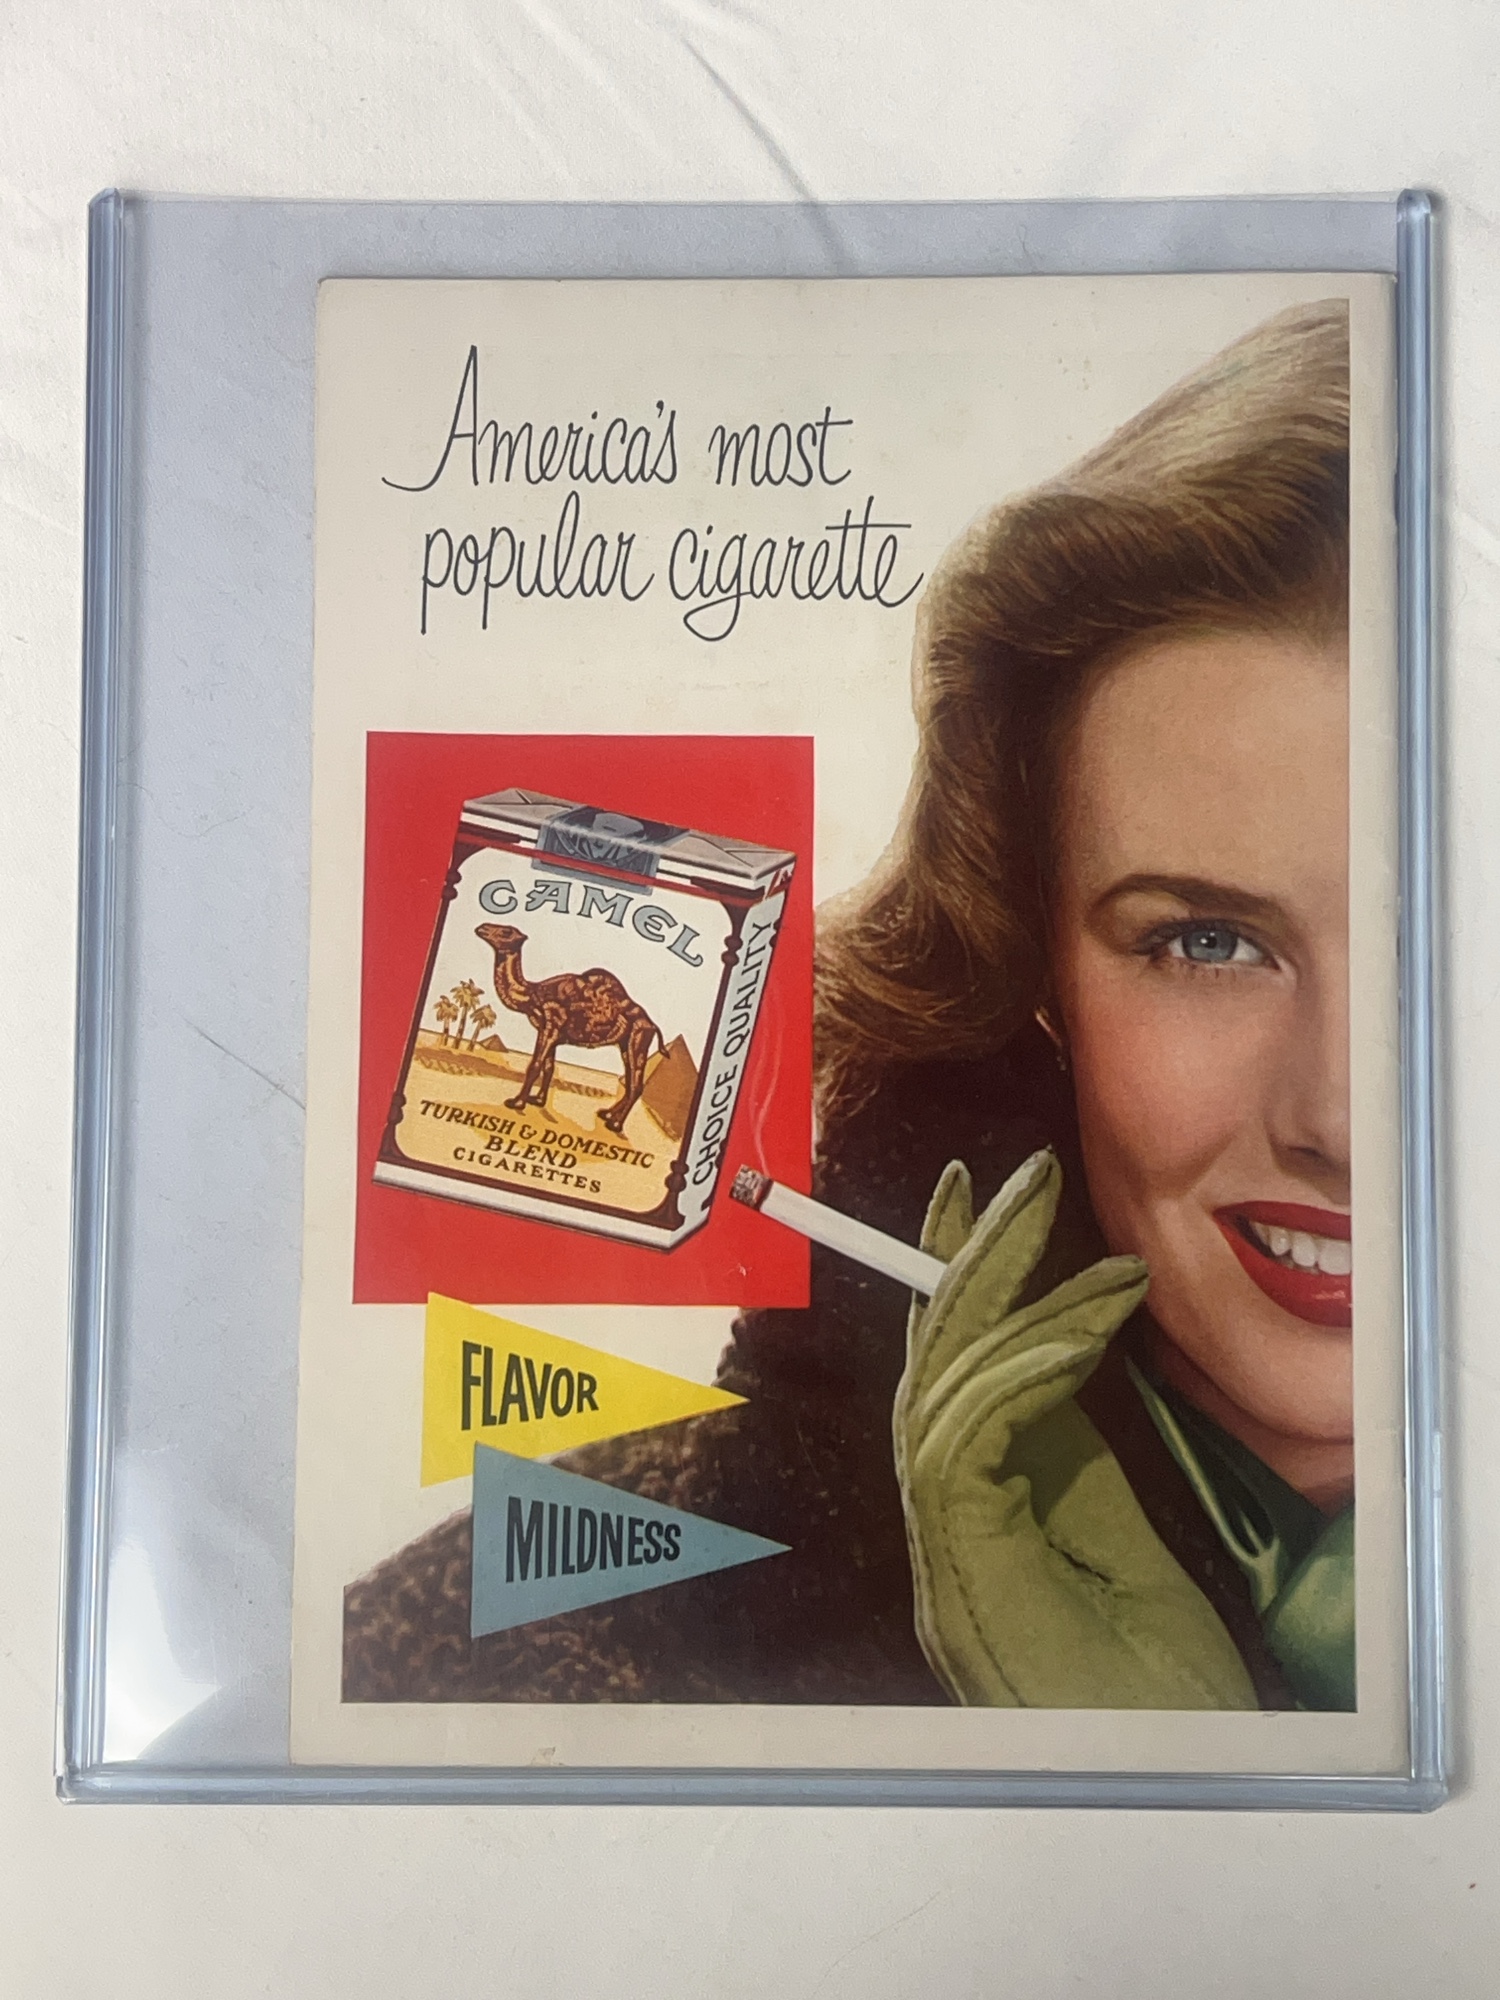 America's most
popular cigarette
CAMEL
TURKISH & DOMESTIC
BLEND
CIGARETTES
CHOICE QUALITY
FLAVOR
MILDNESS